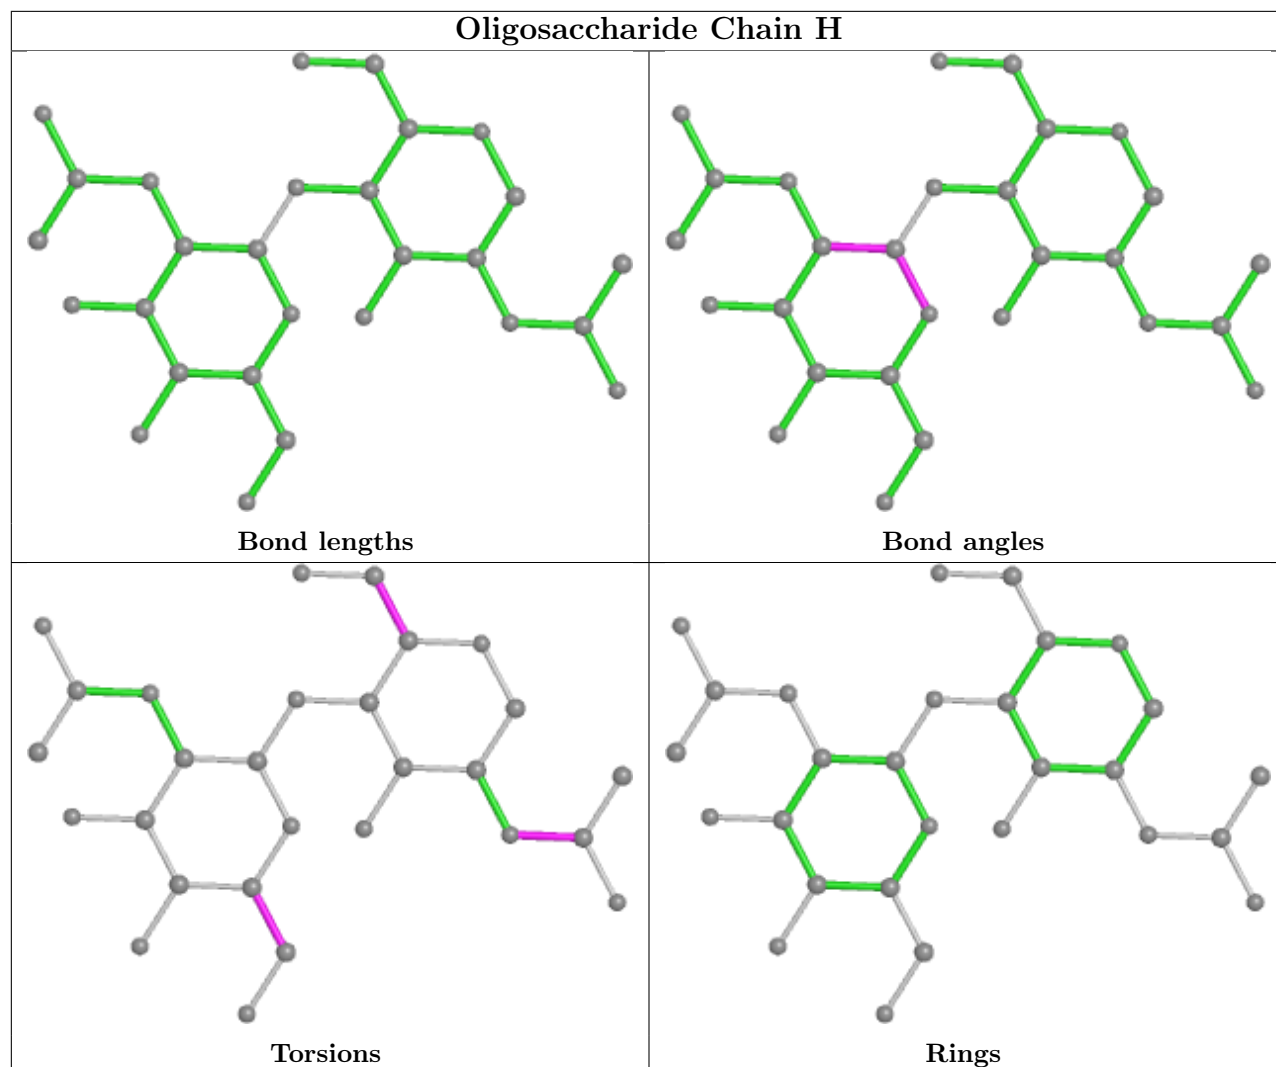 Oligosaccharide Chain H
Bond lengths
Bond angles
Torsions
Rings